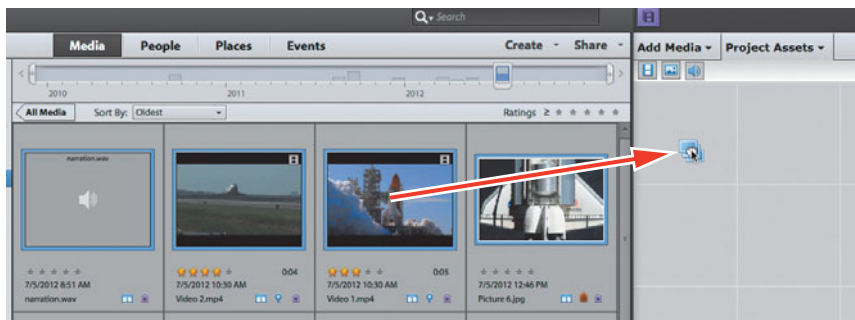 Search
Media People Places Events Create Share
Add Media Project Assets
2010 2011 2012
All Media Sort By: Oldest Ratings ≥
narration.wav
0:04 0:05
7/5/2012 8:51 AM 7/5/2012 10:30 AM 7/5/2012 10:30 AM 7/5/2012 12:46 PM
narration.wav Video 2.mp4 Video 1.mp4 Picture 6.jpg